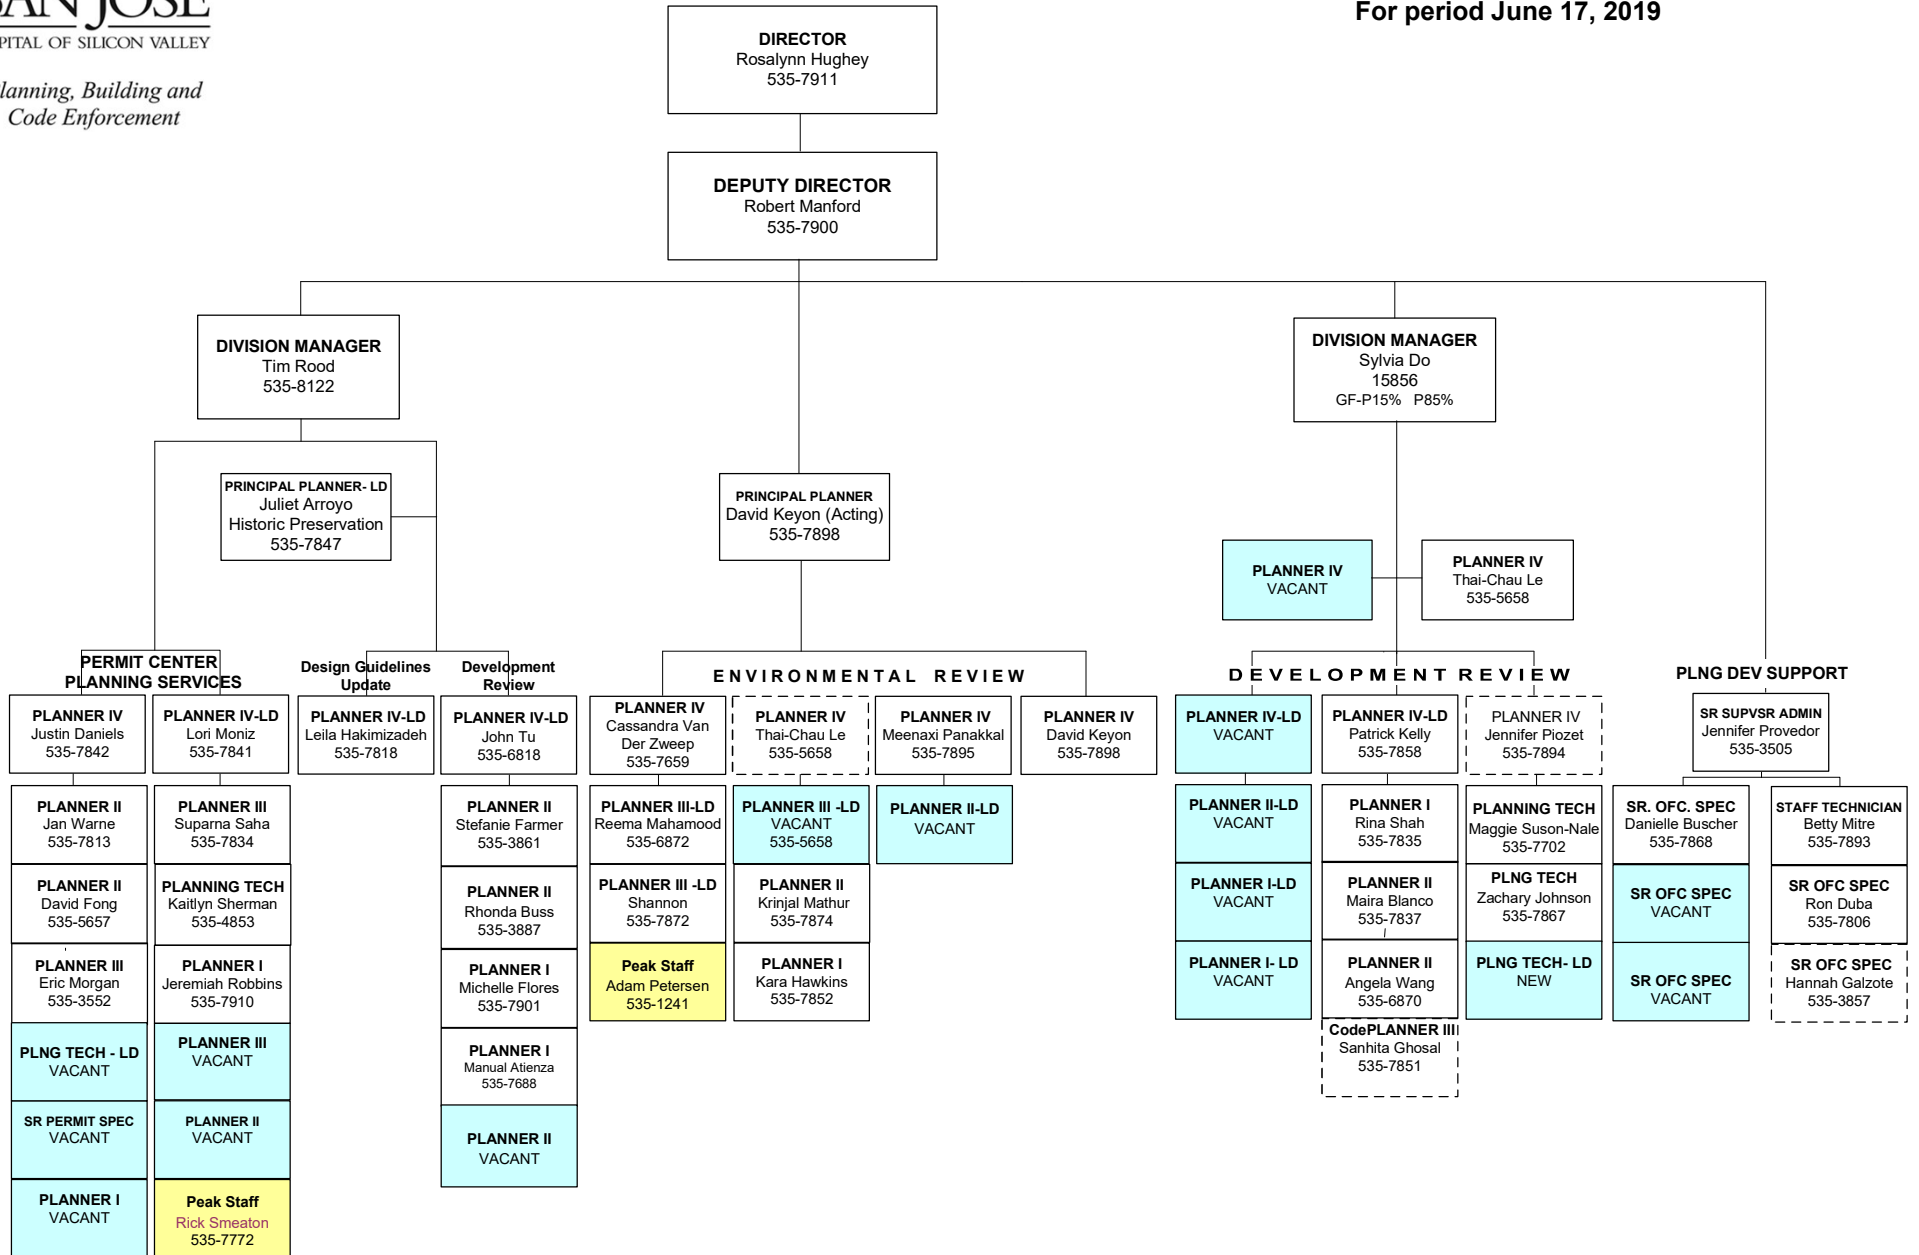 SAN JOSE
PITAL OF SILICON VALLEY
lanning, Building and
Code Enforcement
For period June 17, 2019
DIRECTOR
Rosalynn Hughey
535-7911
DEPUTY DIRECTOR
Robert Manford
535-7900
DIVISION MANAGER
Tim Rood
535-8122
DIVISION MANAGER
Sylvia Do
15856
GF-P15% P85%
PRINCIPAL PLANNER- LD
Juliet Arroyo
Historic Preservation
535-7847
PRINCIPAL PLANNER
David Keyon (Acting)
535-7898
PLANNER IV
VACANT
PLANNER IV
Thai-Chau Le
535-5658
PERMIT CENTER
PLANNING SERVICES
Design Guidelines
Update
Development
Review
ENVIRONMENTAL REVIEW
DEVELOPMENT REVIEW
PLNG DEV SUPPORT
PLANNER IV
Justin Daniels
535-7842
PLANNER IV-LD
Lori Moniz
535-7841
PLANNER IV-LD
Leila Hakimizadeh
535-7818
PLANNER IV-LD
John Tu
535-6818
PLANNER IV
Cassandra Van
Der Zweep
535-7659
PLANNER IV
Thai-Chau Le
535-5658
PLANNER IV
Meenaxi Panakkal
535-7895
PLANNER IV
David Keyon
535-7898
PLANNER IV-LD
VACANT
PLANNER IV-LD
Patrick Kelly
535-7858
PLANNER IV
Jennifer Piozet
535-7894
SR SUPVSR ADMIN
Jennifer Provedor
535-3505
PLANNER II
Jan Warne
535-7813
PLANNER II
David Fong
535-5657
PLANNER III
Eric Morgan
535-3552
PLNG TECH - LD
VACANT
SR PERMIT SPEC
VACANT
PLANNER I
VACANT
PLANNER III
Suparna Saha
535-7834
PLANNING TECH
Kaitlyn Sherman
535-4853
PLANNER I
Jeremiah Robbins
535-7910
PLANNER III
VACANT
PLANNER II
VACANT
Peak Staff
Rick Smeaton
535-7772
PLANNER II
Stefanie Farmer
535-3861
PLANNER II
Rhonda Buss
535-3887
PLANNER I
Michelle Flores
535-7901
PLANNER I
Manual Atienza
535-7688
PLANNER II
VACANT
PLANNER III-LD
Reema Mahamood
535-6872
PLANNER III -LD
Shannon
535-7872
Peak Staff
Adam Petersen
535-1241
PLANNER III -LD
VACANT
535-5658
PLANNER II
Krinjal Mathur
535-7874
PLANNER I
Kara Hawkins
535-7852
PLANNER II-LD
VACANT
PLANNER II-LD
VACANT
PLANNER I-LD
VACANT
PLANNER I- LD
VACANT
PLANNER I
Rina Shah
535-7835
PLANNER II
Maira Blanco
535-7837
PLANNER II
Angela Wang
535-6870
CodePLANNER III
Sanhita Ghosal
535-7851
PLANNING TECH
Maggie Suson-Nale
535-7702
PLNG TECH
Zachary Johnson
535-7867
PLNG TECH- LD
NEW
SR. OFC. SPEC
Danielle Buscher
535-7868
SR OFC SPEC
VACANT
SR OFC SPEC
VACANT
STAFF TECHNICIAN
Betty Mitre
535-7893
SR OFC SPEC
Ron Duba
535-7806
SR OFC SPEC
Hannah Galzote
535-3857